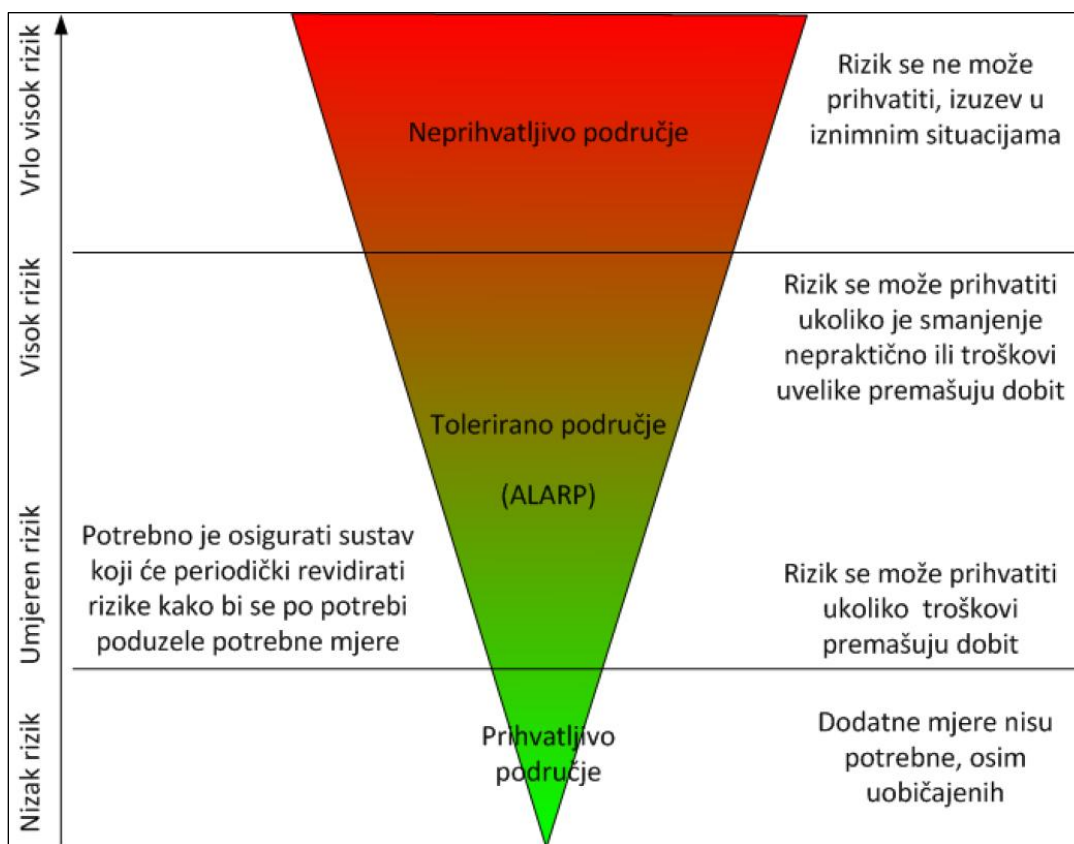 Vrlo visok rizik
Neprihvatljivo područje
Rizik se ne može
prihvatiti, izuzev u
iznimnim situacijama
Visok rizik
Rizik se može prihvatiti
ukoliko je smanjenje
nepraktično ili troškovi
uvelike premašuju dobit
Tolerirano područje
(ALARP)
Umjeren rizik
Potrebno je osigurati sustav
koji će periodički revidirati
rizike kako bi se po potrebi
poduzele potrebne mjere
Rizik se može prihvatiti
ukoliko troškovi
premašuju dobit
Nizak rizik
Prihvatljivo
područje
Dodatne mjere nisu
potrebne, osim
uobičajenih